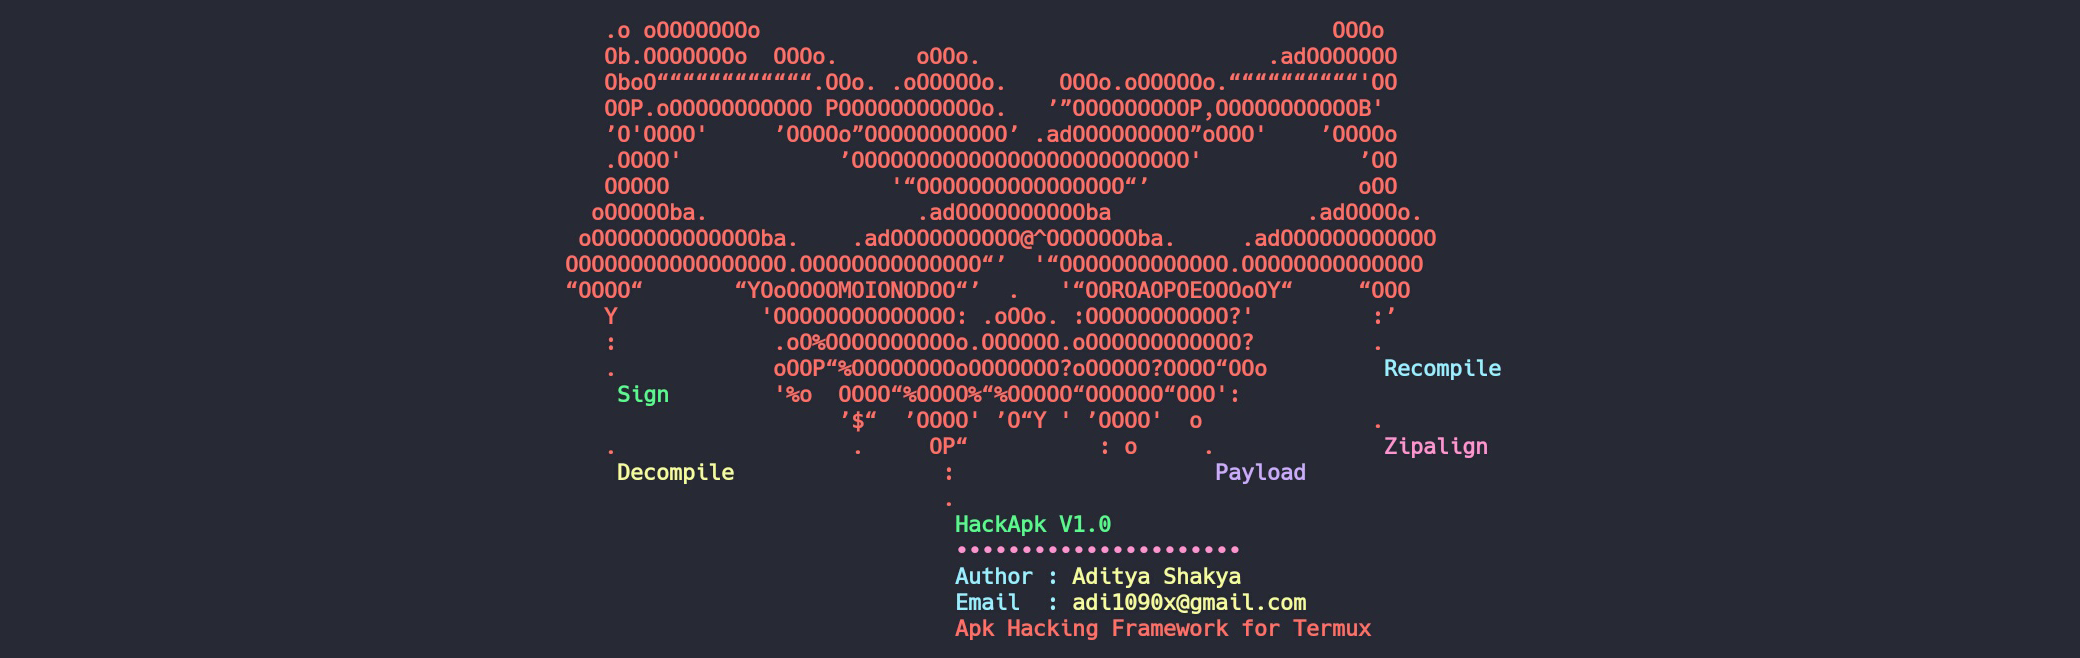 .o oOOOOOOOo                                            OOOo
Ob.OOOOOOOo  OOOo.      oOOo.                      .adOOOOOOO
OboO““““““““““““.OOo. .oOOOOOo.    OOOo.oOOOOOo.““““““““““'OO
OOP.oOOOOOOOOOOO POOOOOOOOOOOo.   ’”OOOOOOOOOP,OOOOOOOOOOOB'
’O'OOOO'     ’OOOOo”OOOOOOOOOOO’ .adOOOOOOOOO”oOOO'    ’OOOOo
.OOOO'            ’OOOOOOOOOOOOOOOOOOOOOOOOOO'            ’OO
OOOOO                 '“OOOOOOOOOOOOOOOO“’                oOO
oOOOOOba.                .adOOOOOOOOOOba               .adOOOOo.
oOOOOOOOOOOOOOba.    .adOOOOOOOOOO@^OOOOOOOba.     .adOOOOOOOOOOOO
OOOOOOOOOOOOOOOOO.OOOOOOOOOOOOOO“’  '“OOOOOOOOOOOOO.OOOOOOOOOOOOOO
“OOOO“       “YOoOOOOMOIONODOO“’  .   '“OOROAOPOEOOOoOY“     “OOO
Y           'OOOOOOOOOOOOOO: .oOOo. :OOOOOOOOOOO?'         :’
:            .oO%OOOOOOOOOOo.OOOOOO.oOOOOOOOOOOOO?         .
.            oOOP“%OOOOOOOOoOOOOOOO?oOOOOO?OOOO“OOo         Recompile
Sign        '%o  OOOO“%OOOO%“%OOOOO“OOOOOO“OOO':
’$“  ’OOOO' ’O“Y ' ’OOOO'  o             .
.                  .     OP“          : o     .             Zipalign
Decompile                :                    Payload
.
HackApk V1.0
••••••••••••••••••••••
Author : Aditya Shakya
Email  : adi1090x@gmail.com
Apk Hacking Framework for Termux